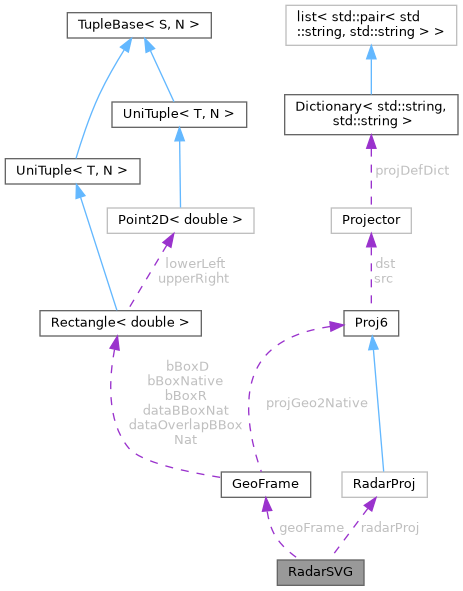 TupleBase< S, N >
list< std::pair< std
::string, std::string > >
UniTuple< T, N >
Dictionary< std::string,
std::string >
UniTuple< T, N >
projDefDict
Point2D< double >
Projector
lowerLeft
upperRight
dst
src
Rectangle< double >
Proj6
bBoxD
bBoxNative
bBoxR
dataBBoxNat
dataOverlapBBox
Nat
projGeo2Native
GeoFrame
RadarProj
geoFrame
radarProj
RadarSVG